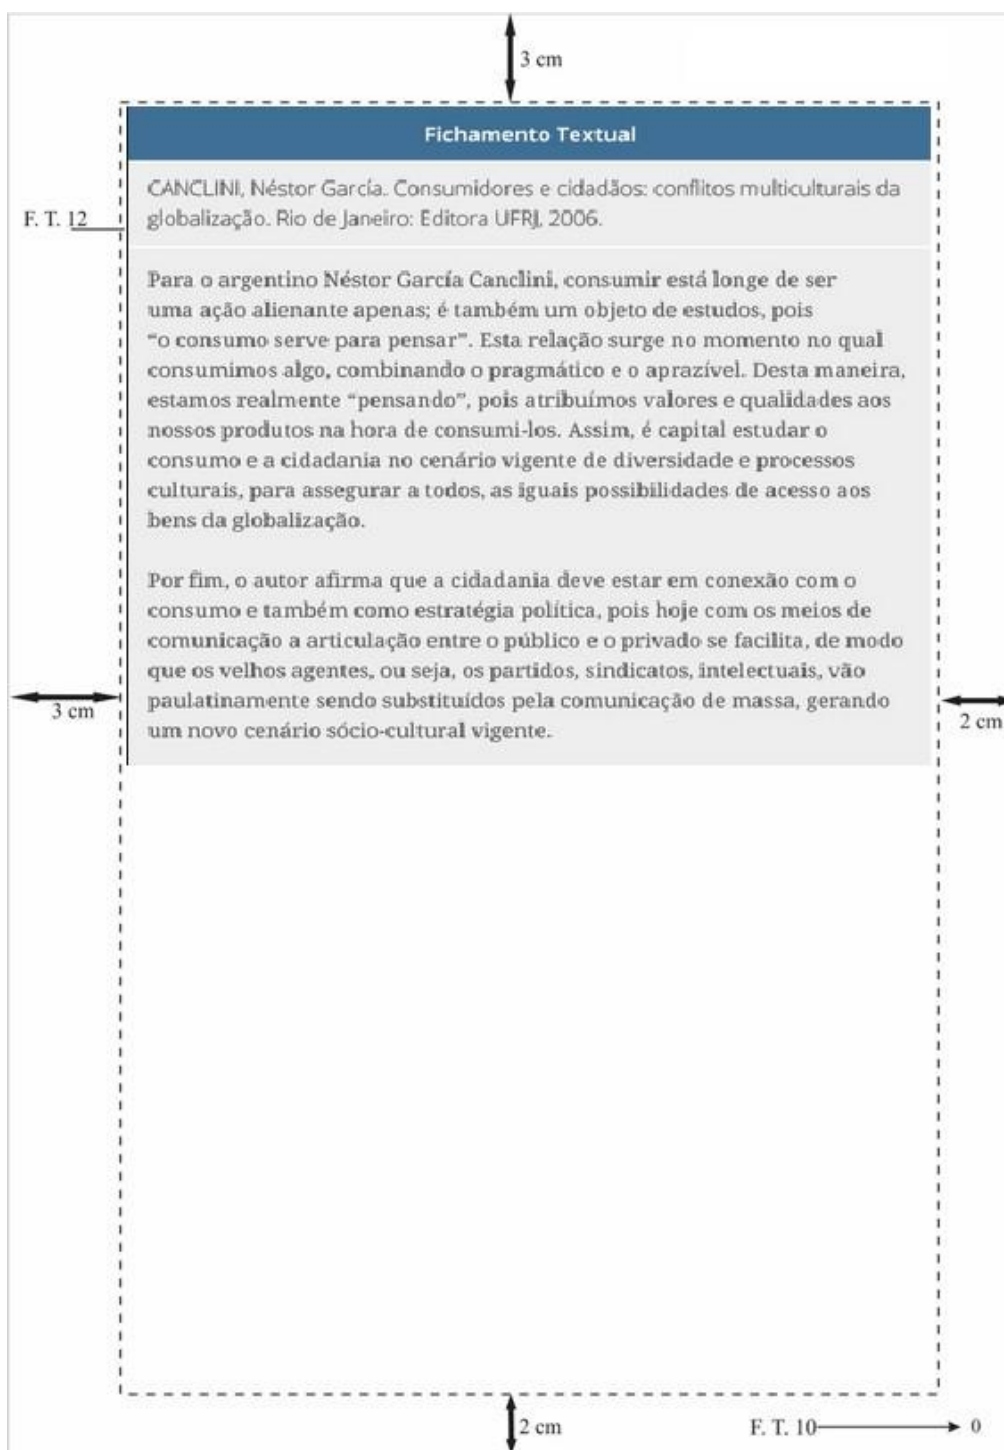 3 cm
Fichamento Textual
CANCLINI, Néstor García. Consumidores e cidadãos: conflitos multiculturais da
globalização. Rio de Janeiro: Editora UFRJ, 2006.
F. T. 12
Para o argentino Néstor García Canclini, consumir está longe de ser
uma ação alienante apenas; é também um objeto de estudos, pois
“o consumo serve para pensar”. Esta relação surge no momento no qual
consumimos algo, combinando o pragmático e o aprazível. Desta maneira,
estamos realmente “pensando”, pois atribuímos valores e qualidades aos
nossos produtos na hora de consumi-los. Assim, é capital estudar o
consumo e a cidadania no cenário vigente de diversidade e processos
culturais, para assegurar a todos, as iguais possibilidades de acesso aos
bens da globalização.
Por fim, o autor afirma que a cidadania deve estar em conexão com o
consumo e também como estratégia política, pois hoje com os meios de
comunicação a articulação entre o público e o privado se facilita, de modo
que os velhos agentes, ou seja, os partidos, sindicatos, intelectuais, vão
paulatinamente sendo substituídos pela comunicação de massa, gerando
um novo cenário sócio-cultural vigente.
3 cm
2 cm
2 cm
F. T. 10
0